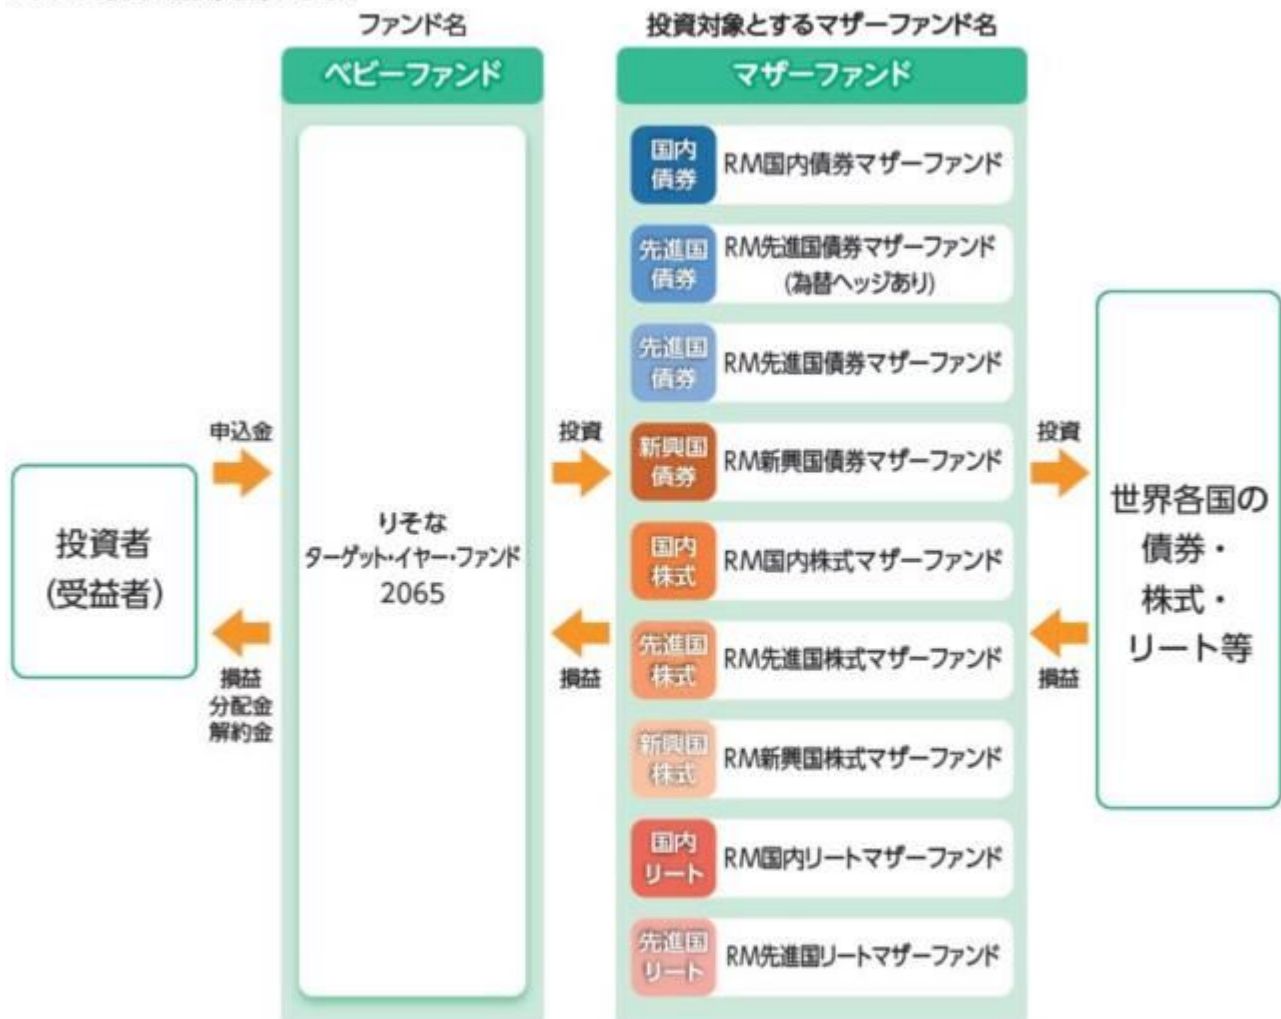 ファンド名
投資対象とするマザーファンド名
ベビーファンド
マザーファンド
投資者
(受益者)
申込金
損益
分配金
解約金
りそな
ターゲット・イヤー・ファンド
2065
投資
損益
国内
債券
RM国内債券マザーファンド
先進国
債券
RM先進国債券マザーファンド
(為替ヘッジあり)
先進国
債券
RM先進国債券マザーファンド
新興国
債券
RM新興国債券マザーファンド
国内
株式
RM国内株式マザーファンド
先進国
株式
RM先進国株式マザーファンド
新興国
株式
RM新興国株式マザーファンド
国内
リート
RM国内リートマザーファンド
先進国
リート
RM先進国リートマザーファンド
投資
損益
世界各国の
債券・
株式・
リート等